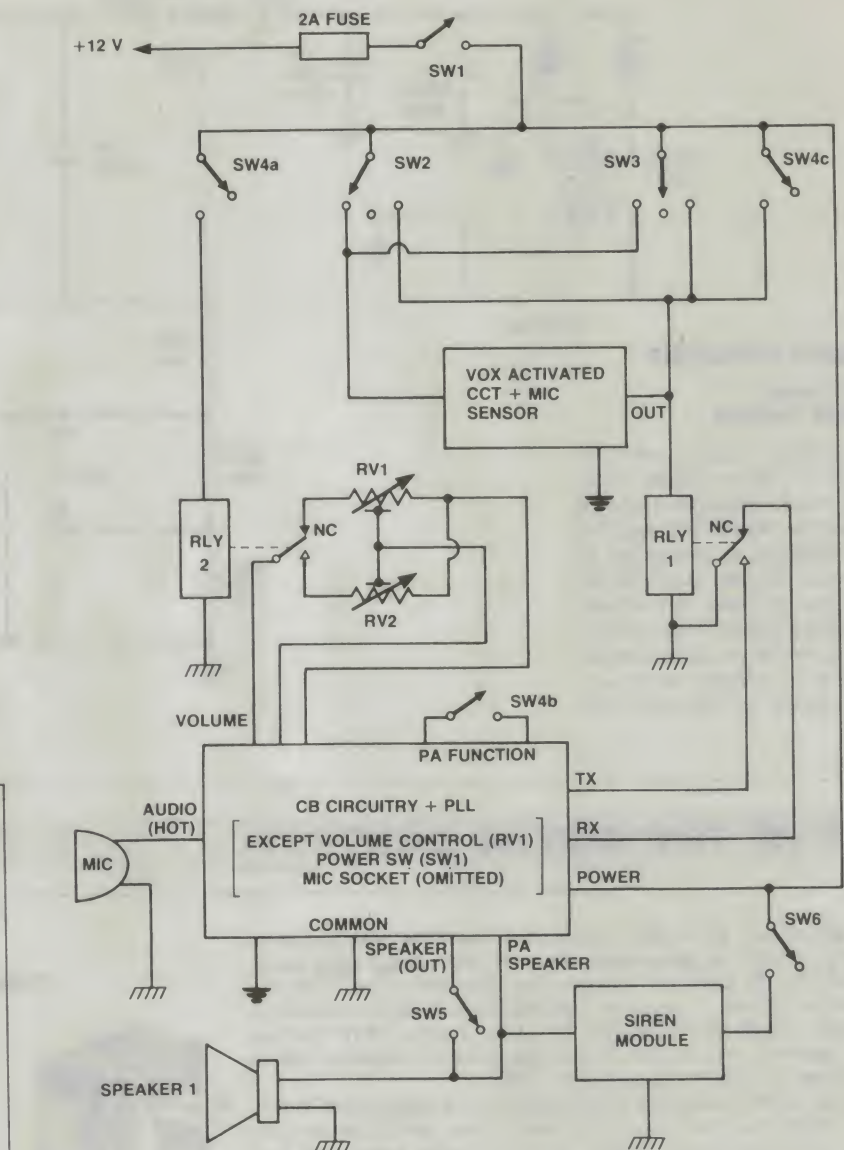 2A FUSE
+12 V
SW1
SW4a
SW2
SW3
SW4c
VOX ACTIVATED
CCT + MIC
SENSOR
OUT
RV1
NC
RLY
2
RV2
NC
RLY
1
VOLUME
SW4b
PA FUNCTION
TX
AUDIO
(HOT)
CB CIRCUITRY + PLL
RX
EXCEPT VOLUME CONTROL (RV1)
POWER SW (SW1)
MIC SOCKET (OMITTED)
MIC
POWER
COMMON
SPEAKER
(OUT)
PA
SPEAKER
SW6
SW5
SIREN
MODULE
SPEAKER 1